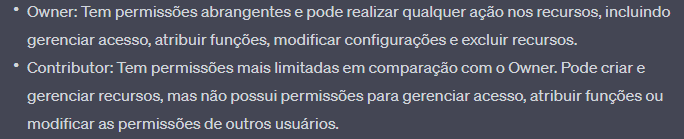 • Owner: Tem permissões abrangentes e pode realizar qualquer ação nos recursos, incluindo
gerenciar acesso, atribuir funções, modificar configurações e excluir recursos.
• Contributor: Tem permissões mais limitadas em comparação com o Owner. Pode criar e
gerenciar recursos, mas não possui permissões para gerenciar acesso, atribuir funções ou
modificar as permissões de outros usuários.